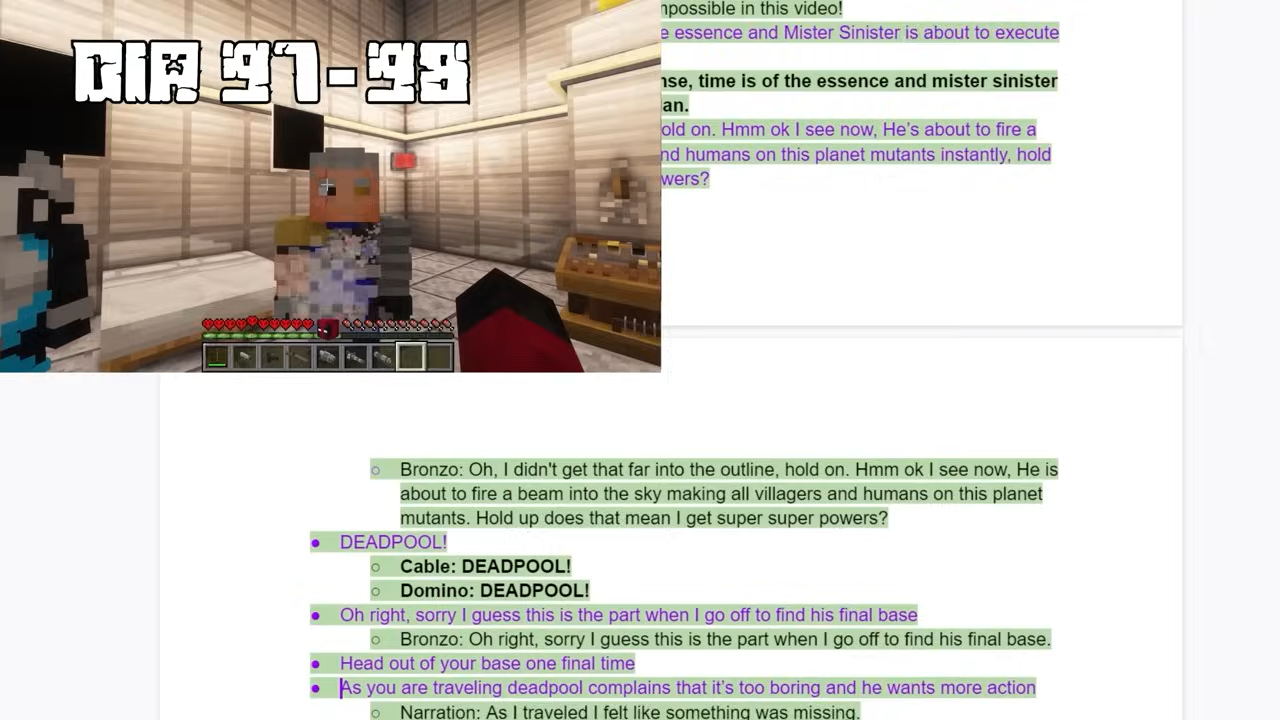 mpossible in this video!
e essence and Mister Sinister is about to execute
nse, time is of the essence and mister sinister
an.
old on. Hmm ok I see now, He's about to fire a
nd humans on this planet mutants instantly, hold
wers?
DIA 97-98
Bronzo: Oh, I didn't get that far into the outline, hold on. Hmm ok I see now, He is
about to fire a beam into the sky making all villagers and humans on this planet
mutants. Hold up does that mean I get super super powers?
DEADPOOL!
Cable: DEADPOOL!
Domino: DEADPOOL!
Oh right, sorry I guess this is the part when I go off to find his final base
Bronzo: Oh right, sorry I guess this is the part when I go off to find his final base.
Head out of your base one final time
As you are traveling deadpool complains that it's too boring and he wants more action
Narration: As I traveled I felt like something was missing.